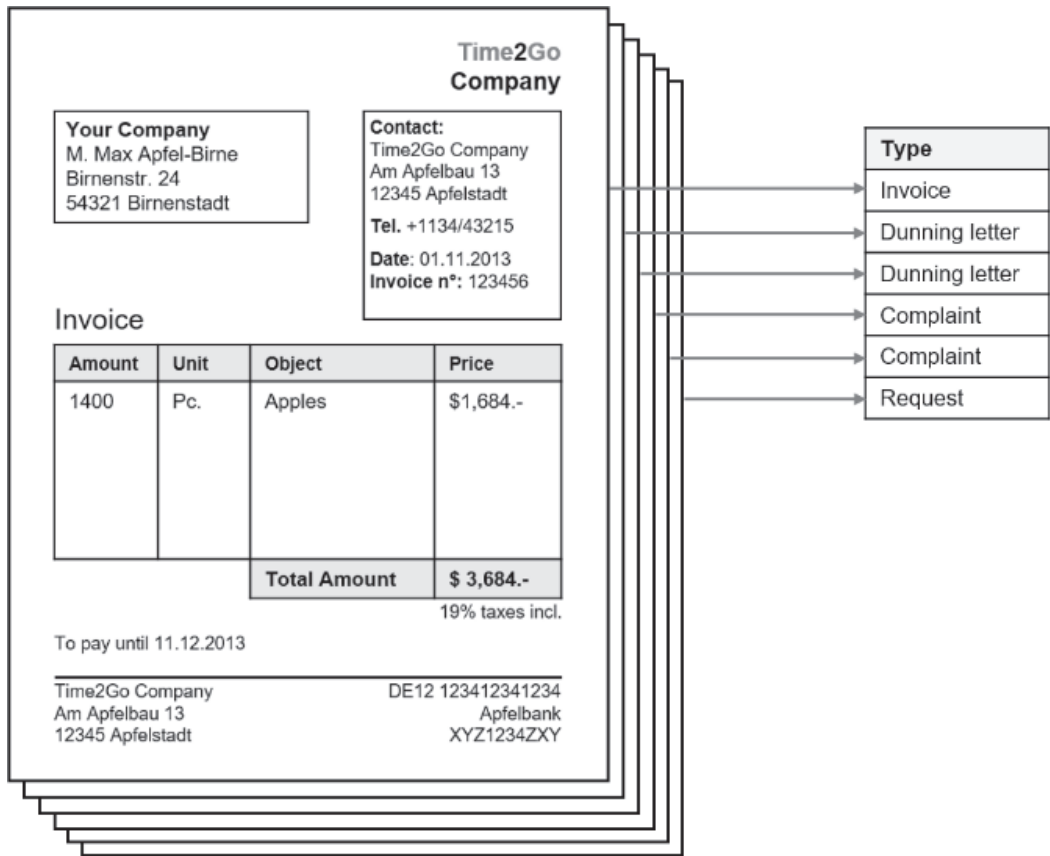 Time2Go
Company
Your Company
M. Max Apfel-Birne
Birnenstr. 24
54321 Birnenstadt
Contact:
Time2Go Company
Am Apfelbau 13
12345 Apfelstadt
Tel. +1134/43215
Date: 01.11.2013
Invoice n°: 123456
Invoice
Amount Unit Object Price
1400 Pc. Apples $1,684.-
Total Amount $ 3,684.-
19% taxes incl.
To pay until 11.12.2013
Time2Go Company
Am Apfelbau 13
12345 Apfelstadt
DE12 123412341234
Apfelbank
XYZ1234ZXY
Type
Invoice
Dunning letter
Dunning letter
Complaint
Complaint
Request